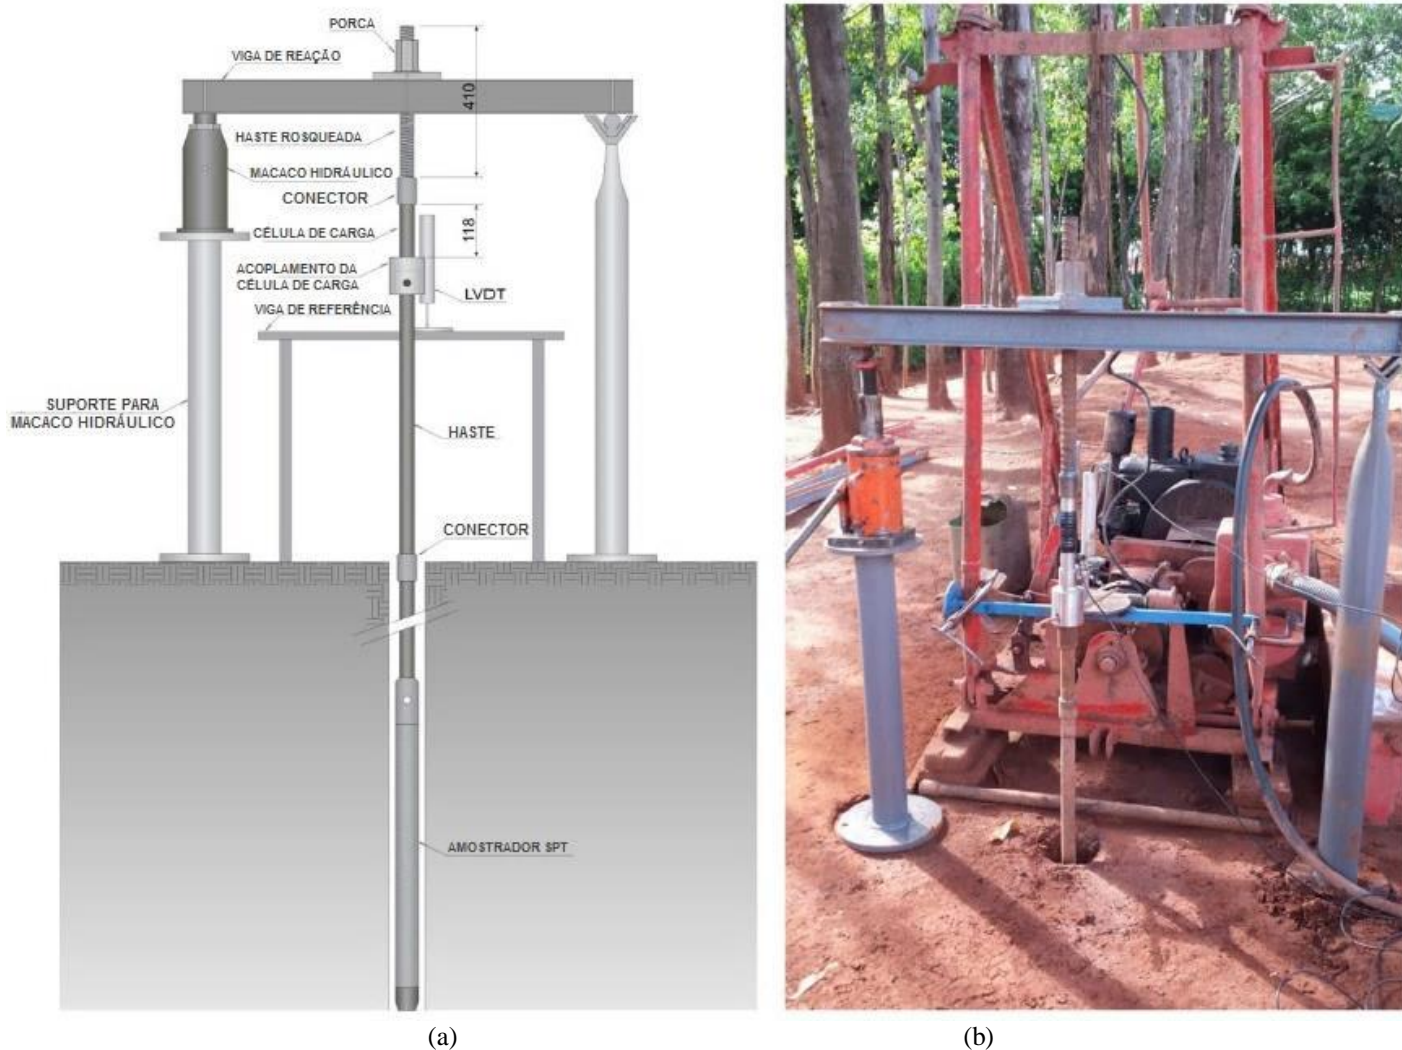 PORCA
VIGA DE REAÇÃO
410
HASTE ROSQUEADA
MACACO HIDRÁULICO
CONECTOR
118
CÉLULA DE CARGA
ACOPLAMENTO DA
CÉLULA DE CARGA
LVDT
VIGA DE REFERÊNCIA
SUPORTE PARA
MACACO HIDRÁULICO
HASTE
CONECTOR
AMOSTRADOR SPT
(a)
(b)